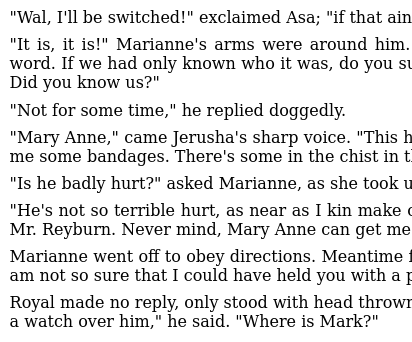 "Wal, I'll be switched!" exclaimed Asa; "if that ain
"It is, it is!" Marianne's arms were around him.
word. If we had only known who it was, do you su
Did you know us?"
"Not for some time," he replied doggedly.
"Mary Anne," came Jerusha's sharp voice. "This h
me some bandages. There's some in the chist in th
"Is he badly hurt?" asked Marianne, as she took u
"He's not so terrible hurt, as near as I kin make o
Mr. Reyburn. Never mind, Mary Anne can get me
Marianne went off to obey directions. Meantime f
am not so sure that I could have held you with a p
Royal made no reply, only stood with head thrown
a watch over him," he said. "Where is Mark?"